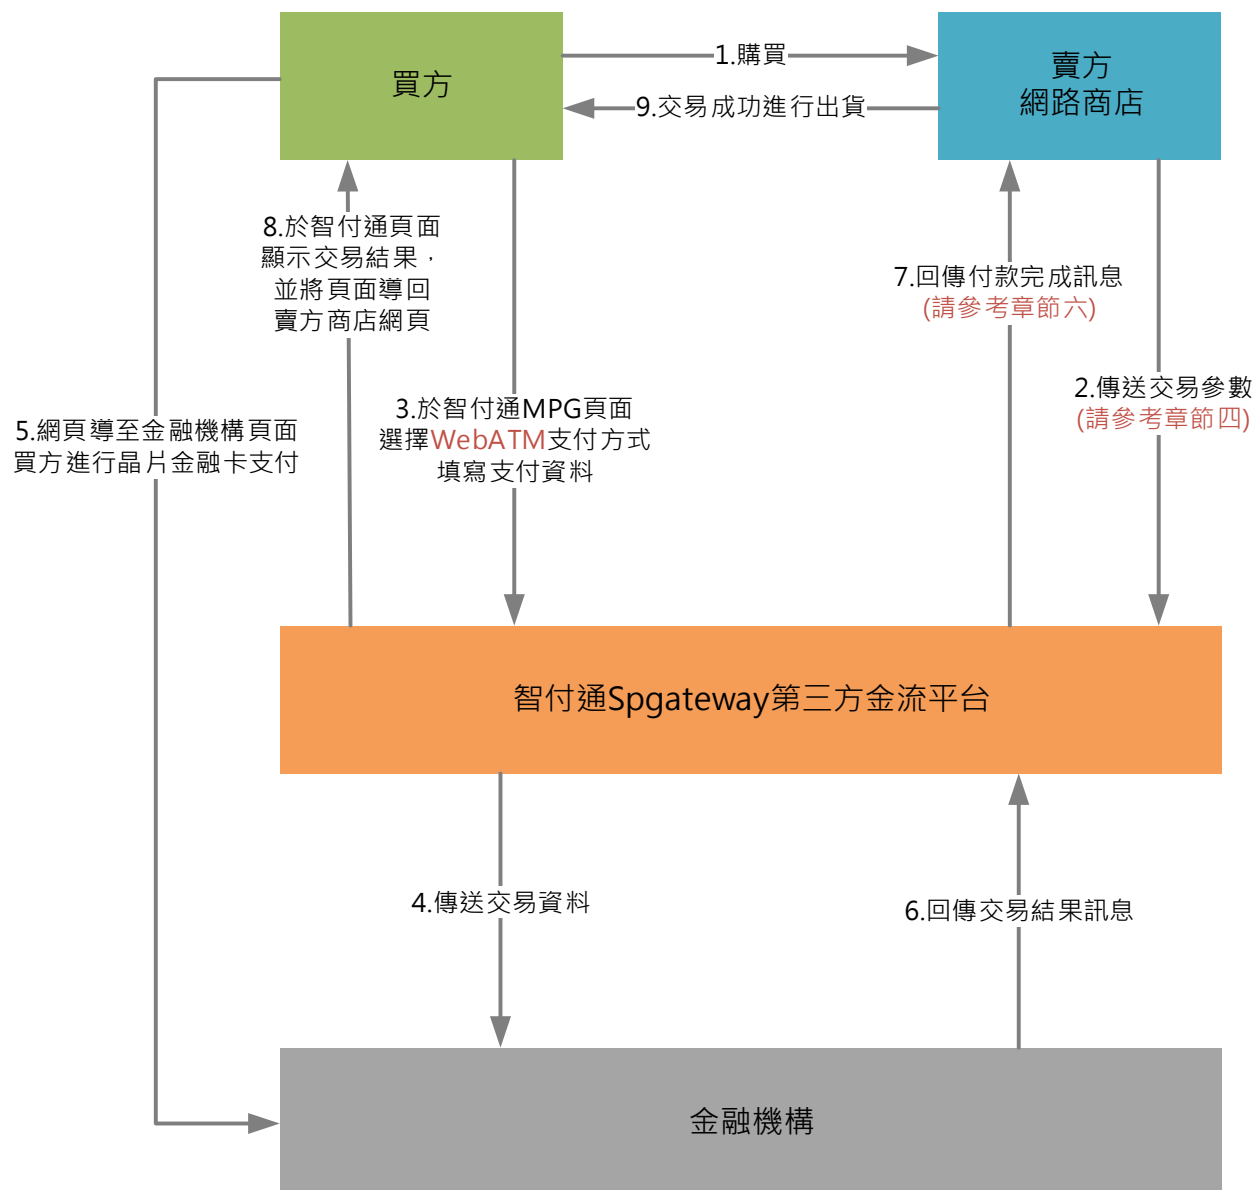 買方
1.購買
賣方
網路商店
9.交易成功進行出貨
8.於智付通頁面
顯示交易結果，
並將頁面導回
賣方商店網頁
7.回傳付款完成訊息
(請參考章節六)
2.傳送交易參數
(請參考章節四)
3.於智付通MPG頁面
選擇WebATM支付方式
填寫支付資料
5.網頁導至金融機構頁面
買方進行晶片金融卡支付
智付通Spgateway第三方金流平台
4.傳送交易資料
6.回傳交易結果訊息
金融機構